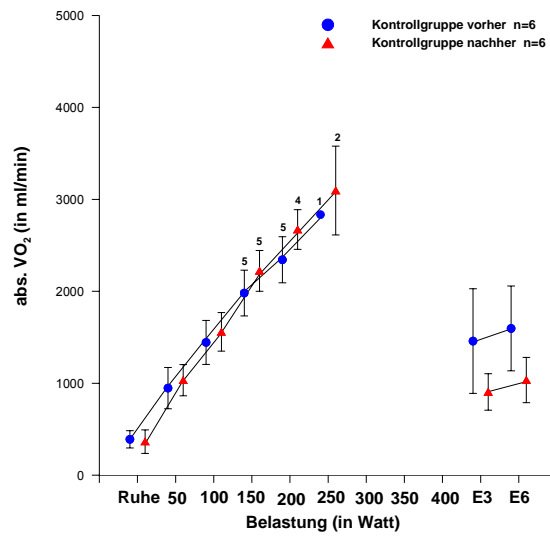 Kontrollgruppe vorher n=6
Kontrollgruppe nachher n=6
abs. VO₂ (in ml/min)
5000
4000
3000
2000
1000
0
5
5
5
4
1
2
Ruhe 50 100 150 200 250 300 350 400 E3 E6
Belastung (in Watt)